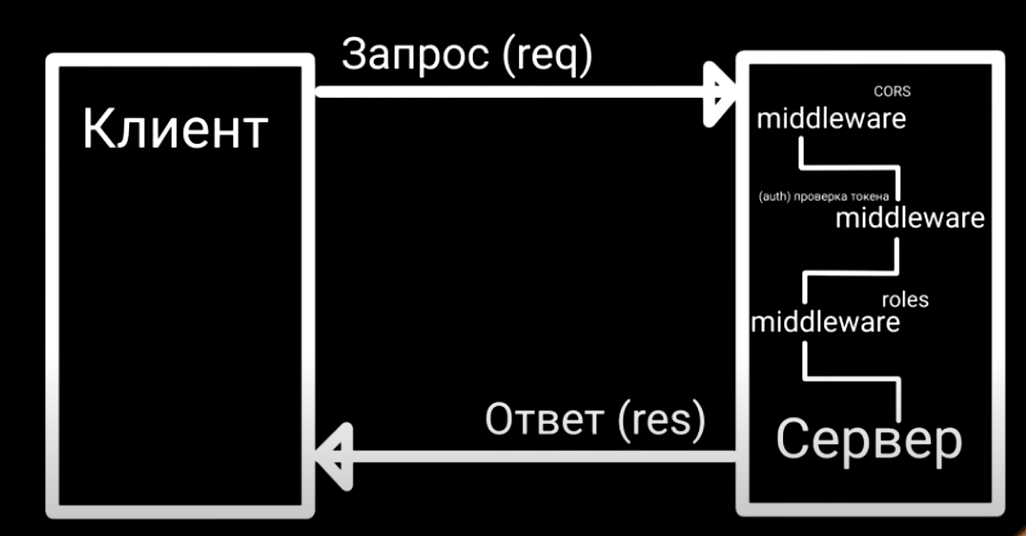 Запрос (req)
Клиент
CORS
middleware
(auth) проверка токена
middleware
roles
middleware
Ответ (res)
Сервер